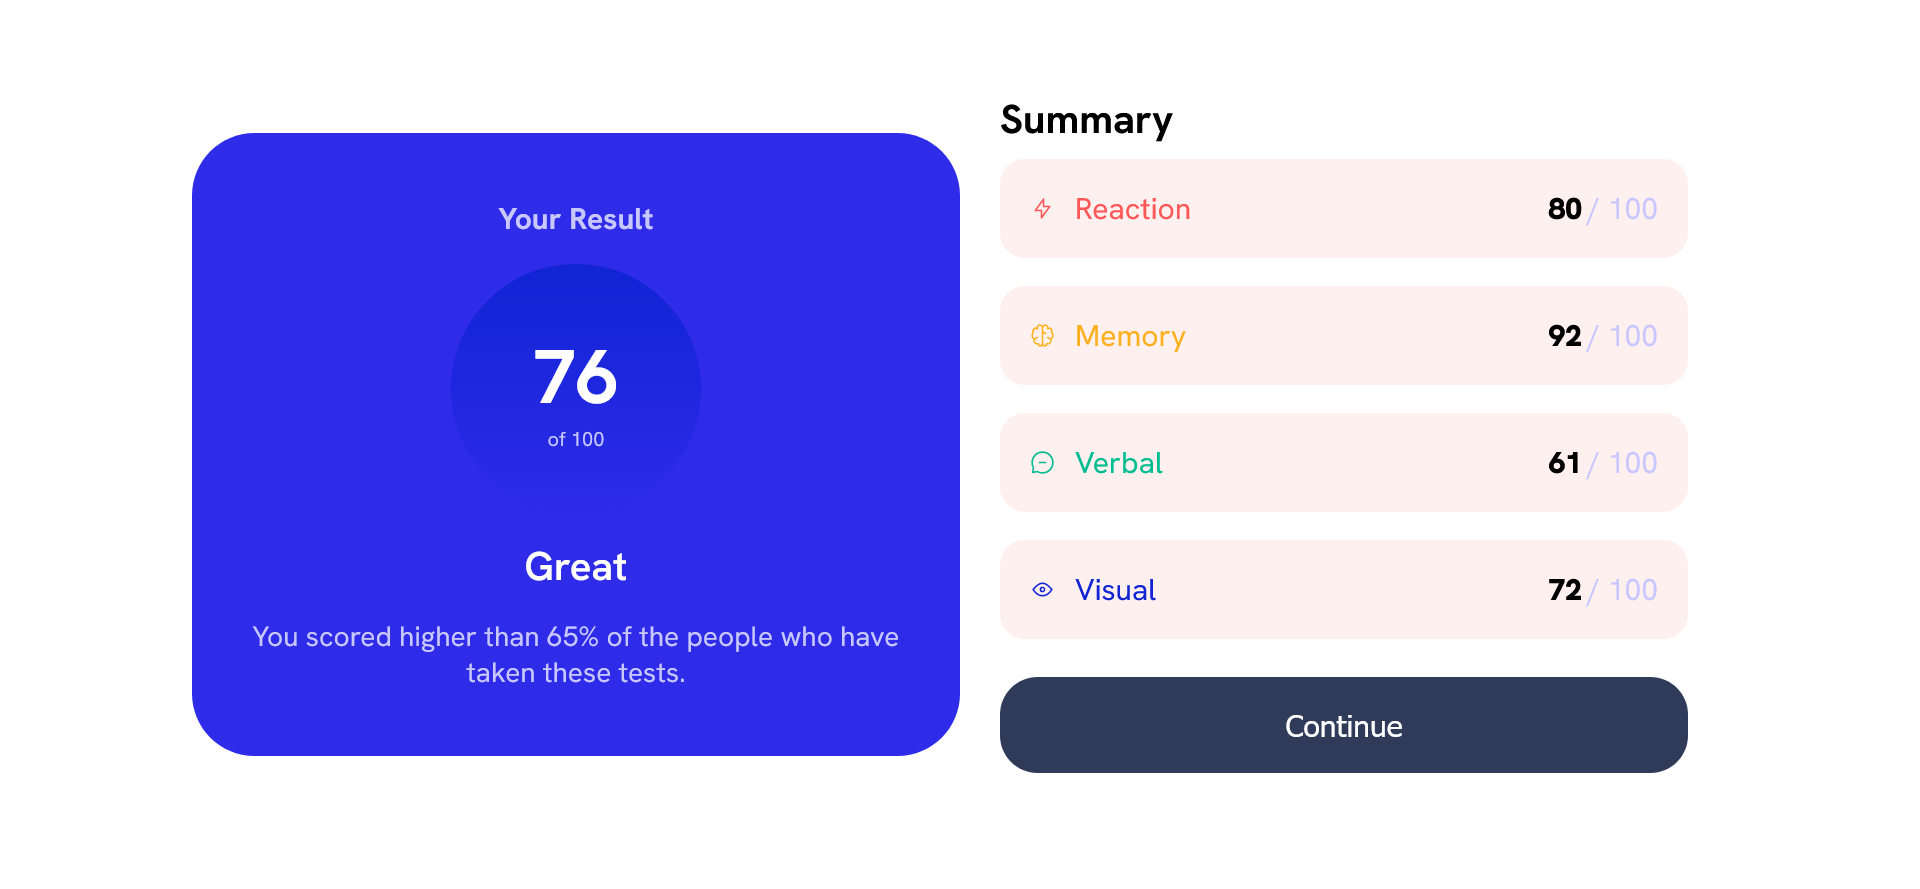 Your Result
76
of 100
Great
You scored higher than 65% of the people who have
taken these tests.
Summary
Reaction 80 / 100
Memory 92 / 100
Verbal 61 / 100
Visual 72 / 100
Continue